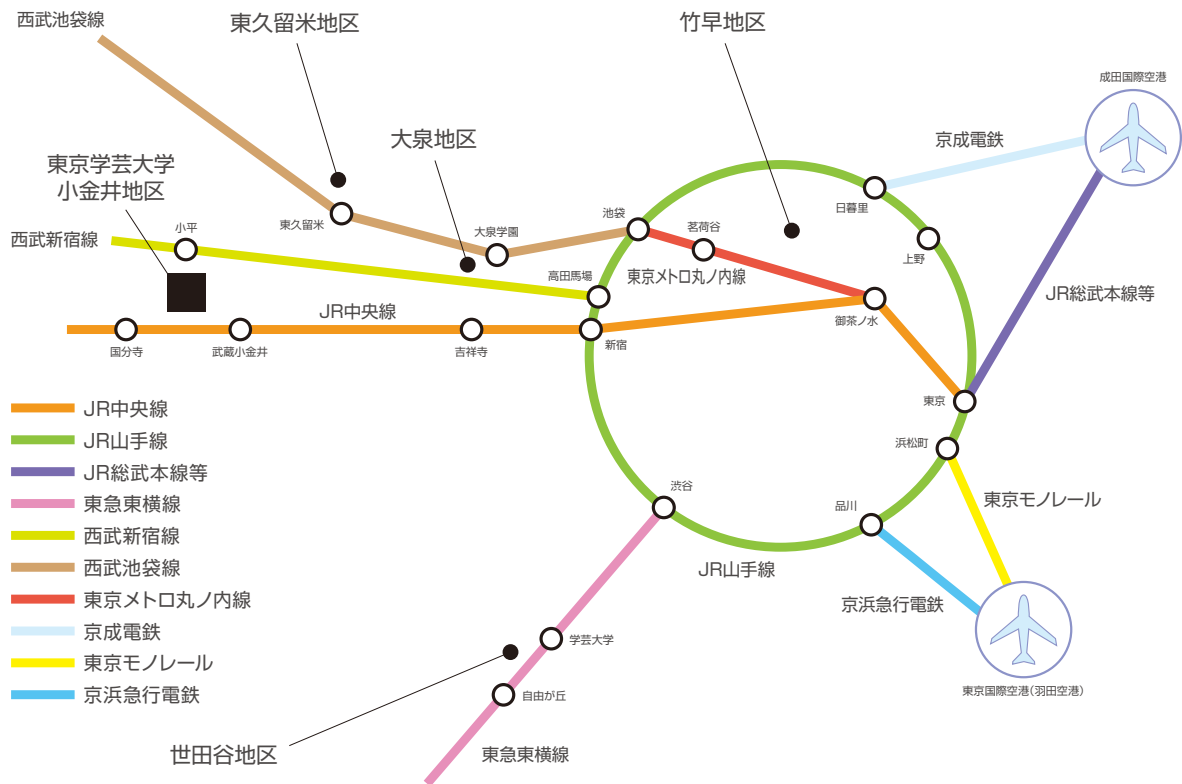 西武池袋線
東久留米地区
竹早地区
成田国際空港
大泉地区
京成電鉄
東京学芸大学
小金井地区
日暮里
池袋
茗荷谷
東久留米
小平
大泉学園
西武新宿線
上野
高田馬場
東京メトロ丸ノ内線
JR総武本線等
JR中央線
御茶ノ水
国分寺
武蔵小金井
吉祥寺
新宿
東京
JR中央線
JR山手線
浜松町
JR総武本線等
渋谷
品川
東京モノレール
東急東横線
西武新宿線
西武池袋線
JR山手線
東京メトロ丸ノ内線
京浜急行電鉄
京成電鉄
学芸大学
東京モノレール
京浜急行電鉄
自由が丘
東京国際空港(羽田空港)
世田谷地区
東急東横線